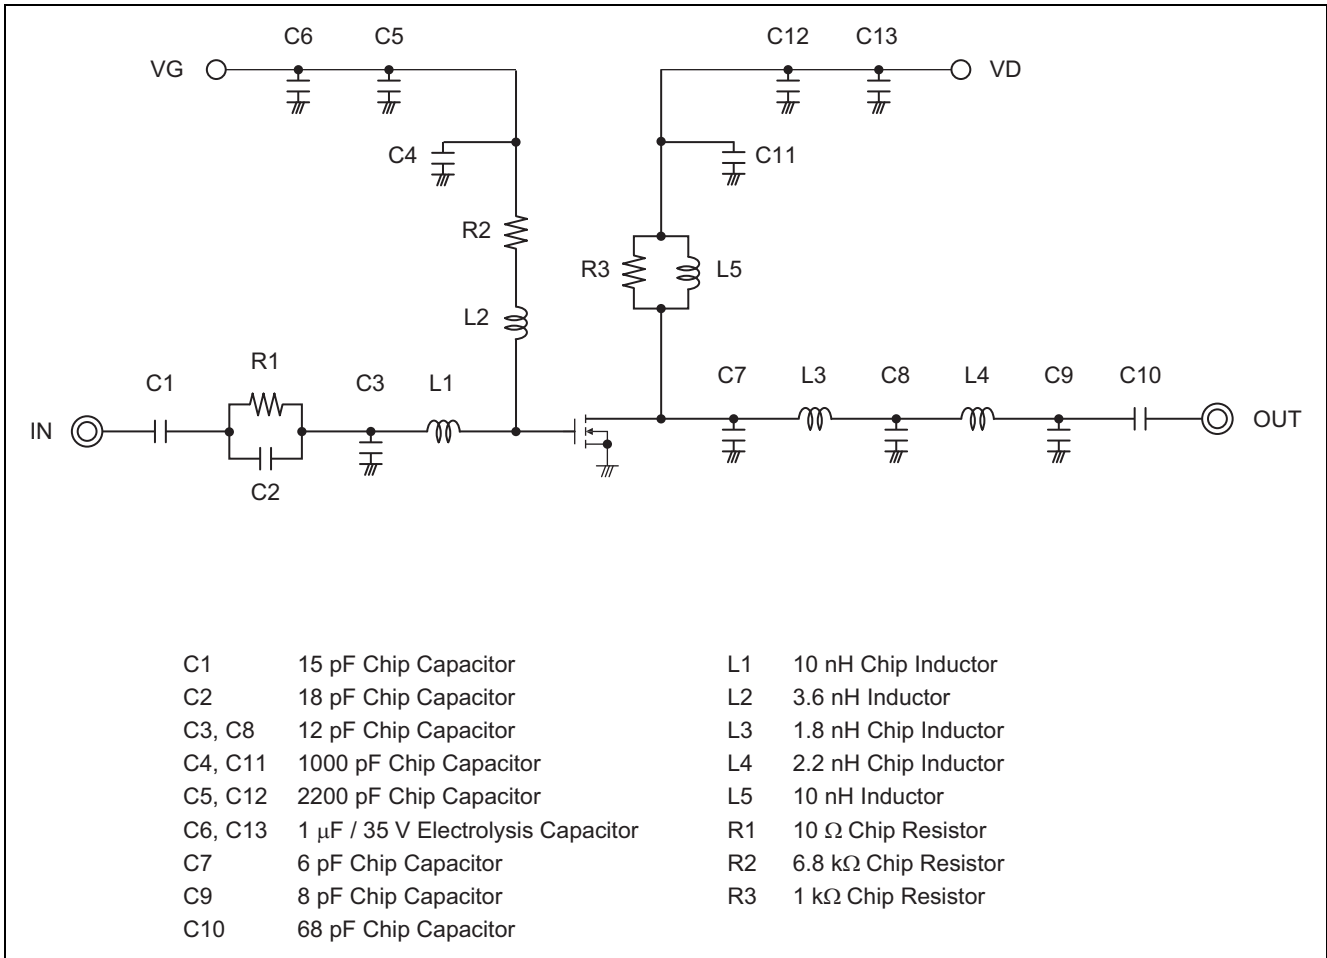 C6 C5 C12 C13
VG VD
C4 C11
R2
R3 L5
L2
R1
C1 C3 L1 C7 L3 C8 L4 C9 C10
IN OUT
C2
C1 15 pF Chip Capacitor
C2 18 pF Chip Capacitor
C3, C8 12 pF Chip Capacitor
C4, C11 1000 pF Chip Capacitor
C5, C12 2200 pF Chip Capacitor
C6, C13 1 μF / 35 V Electrolysis Capacitor
C7 6 pF Chip Capacitor
C9 8 pF Chip Capacitor
C10 68 pF Chip Capacitor
L1 10 nH Chip Inductor
L2 3.6 nH Inductor
L3 1.8 nH Chip Inductor
L4 2.2 nH Chip Inductor
L5 10 nH Inductor
R1 10 Ω Chip Resistor
R2 6.8 kΩ Chip Resistor
R3 1 kΩ Chip Resistor